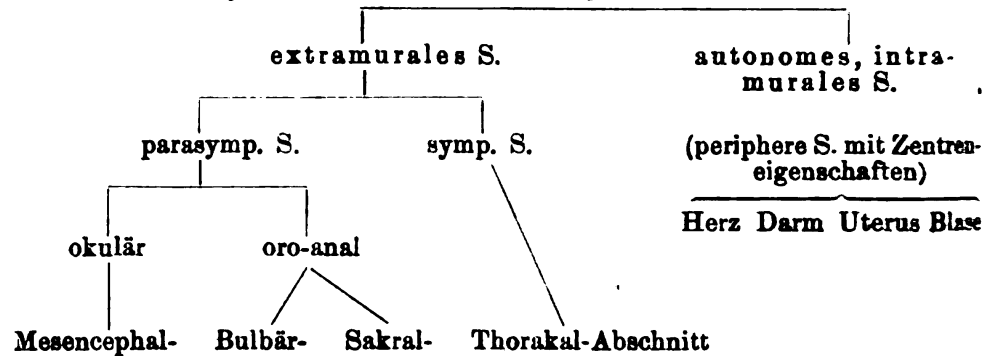 extramurales S.
autonomes, intra-
murales S.
parasymp. S.
symp. S.
(periphere S. mit Zentren-
eigenschaften)
Herz Darm Uterus Blase
okulär
oro-anal
Mesencephal- Bulbär- Sakral- Thorakal-Abschnitt